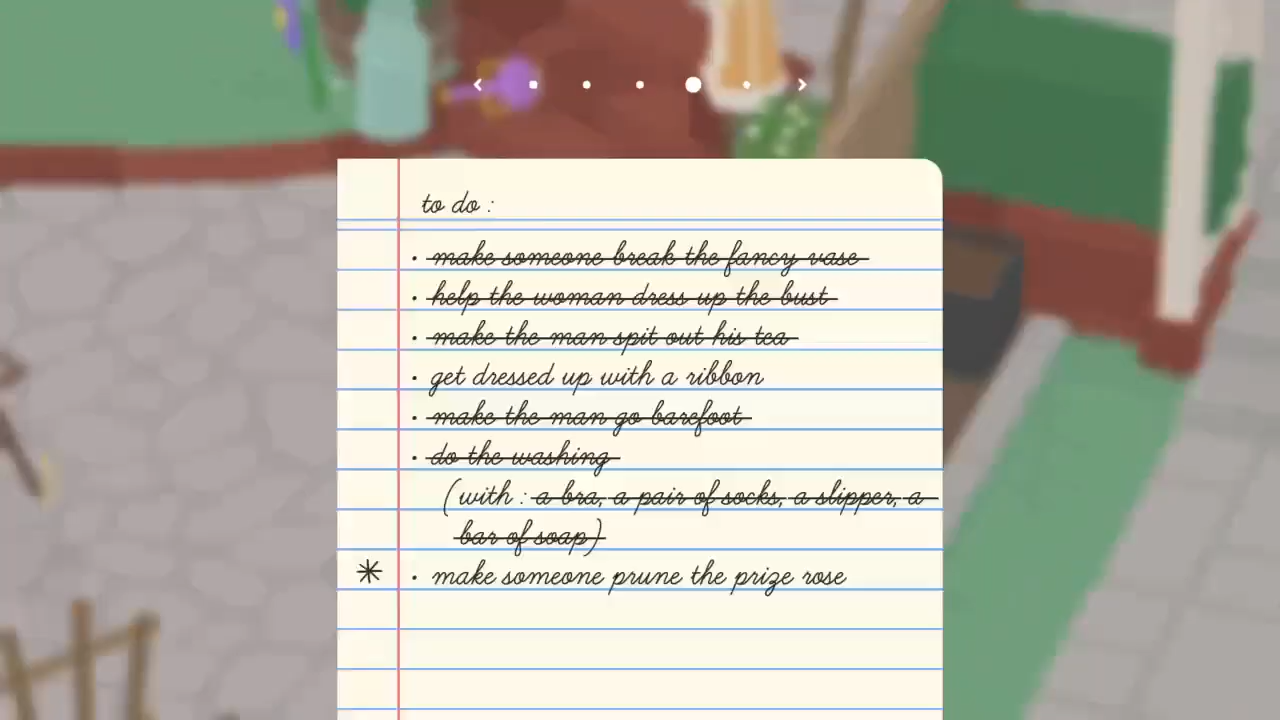 to do :
• make someone break the fancy vase
• help the woman dress up the bust
• make the man spit out his tea
• get dressed up with a ribbon
• make the man go barefoot
• do the washing
(with : a bra, a pair of socks, a slipper, a
bar of soap)
* • make someone prune the prize rose